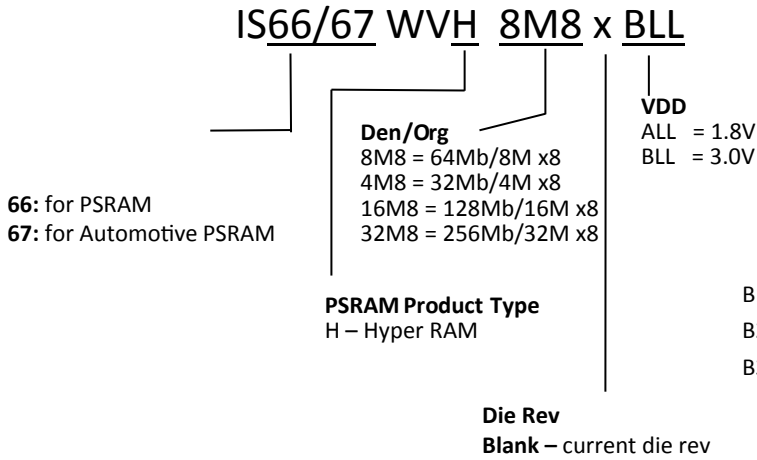 IS66/67 WVH 8M8 x BLL
VDD
ALL = 1.8V
BLL = 3.0V
Den/Org
8M8 = 64Mb/8M x8
4M8 = 32Mb/4M x8
16M8 = 128Mb/16M x8
32M8 = 256Mb/32M x8
66: for PSRAM
67: for Automotive PSRAM
PSRAM Product Type
H – Hyper RAM
B
B
B
Die Rev
Blank – current die rev